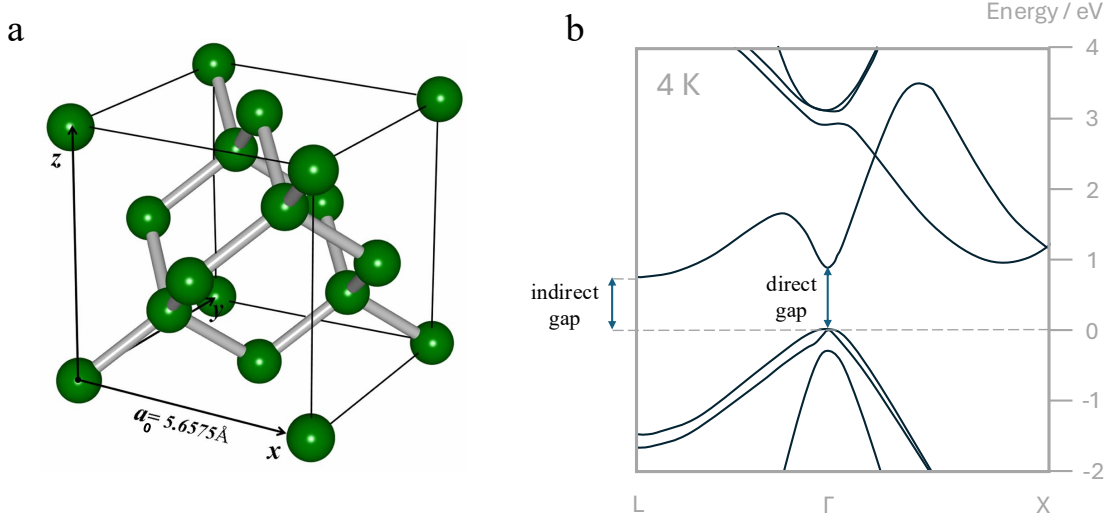 a
z
y
a0= 5.6575Å
x
b
Energy / eV
4 K
4
3
2
1
0
-1
-2
indirect
gap
direct
gap
L
Γ
X